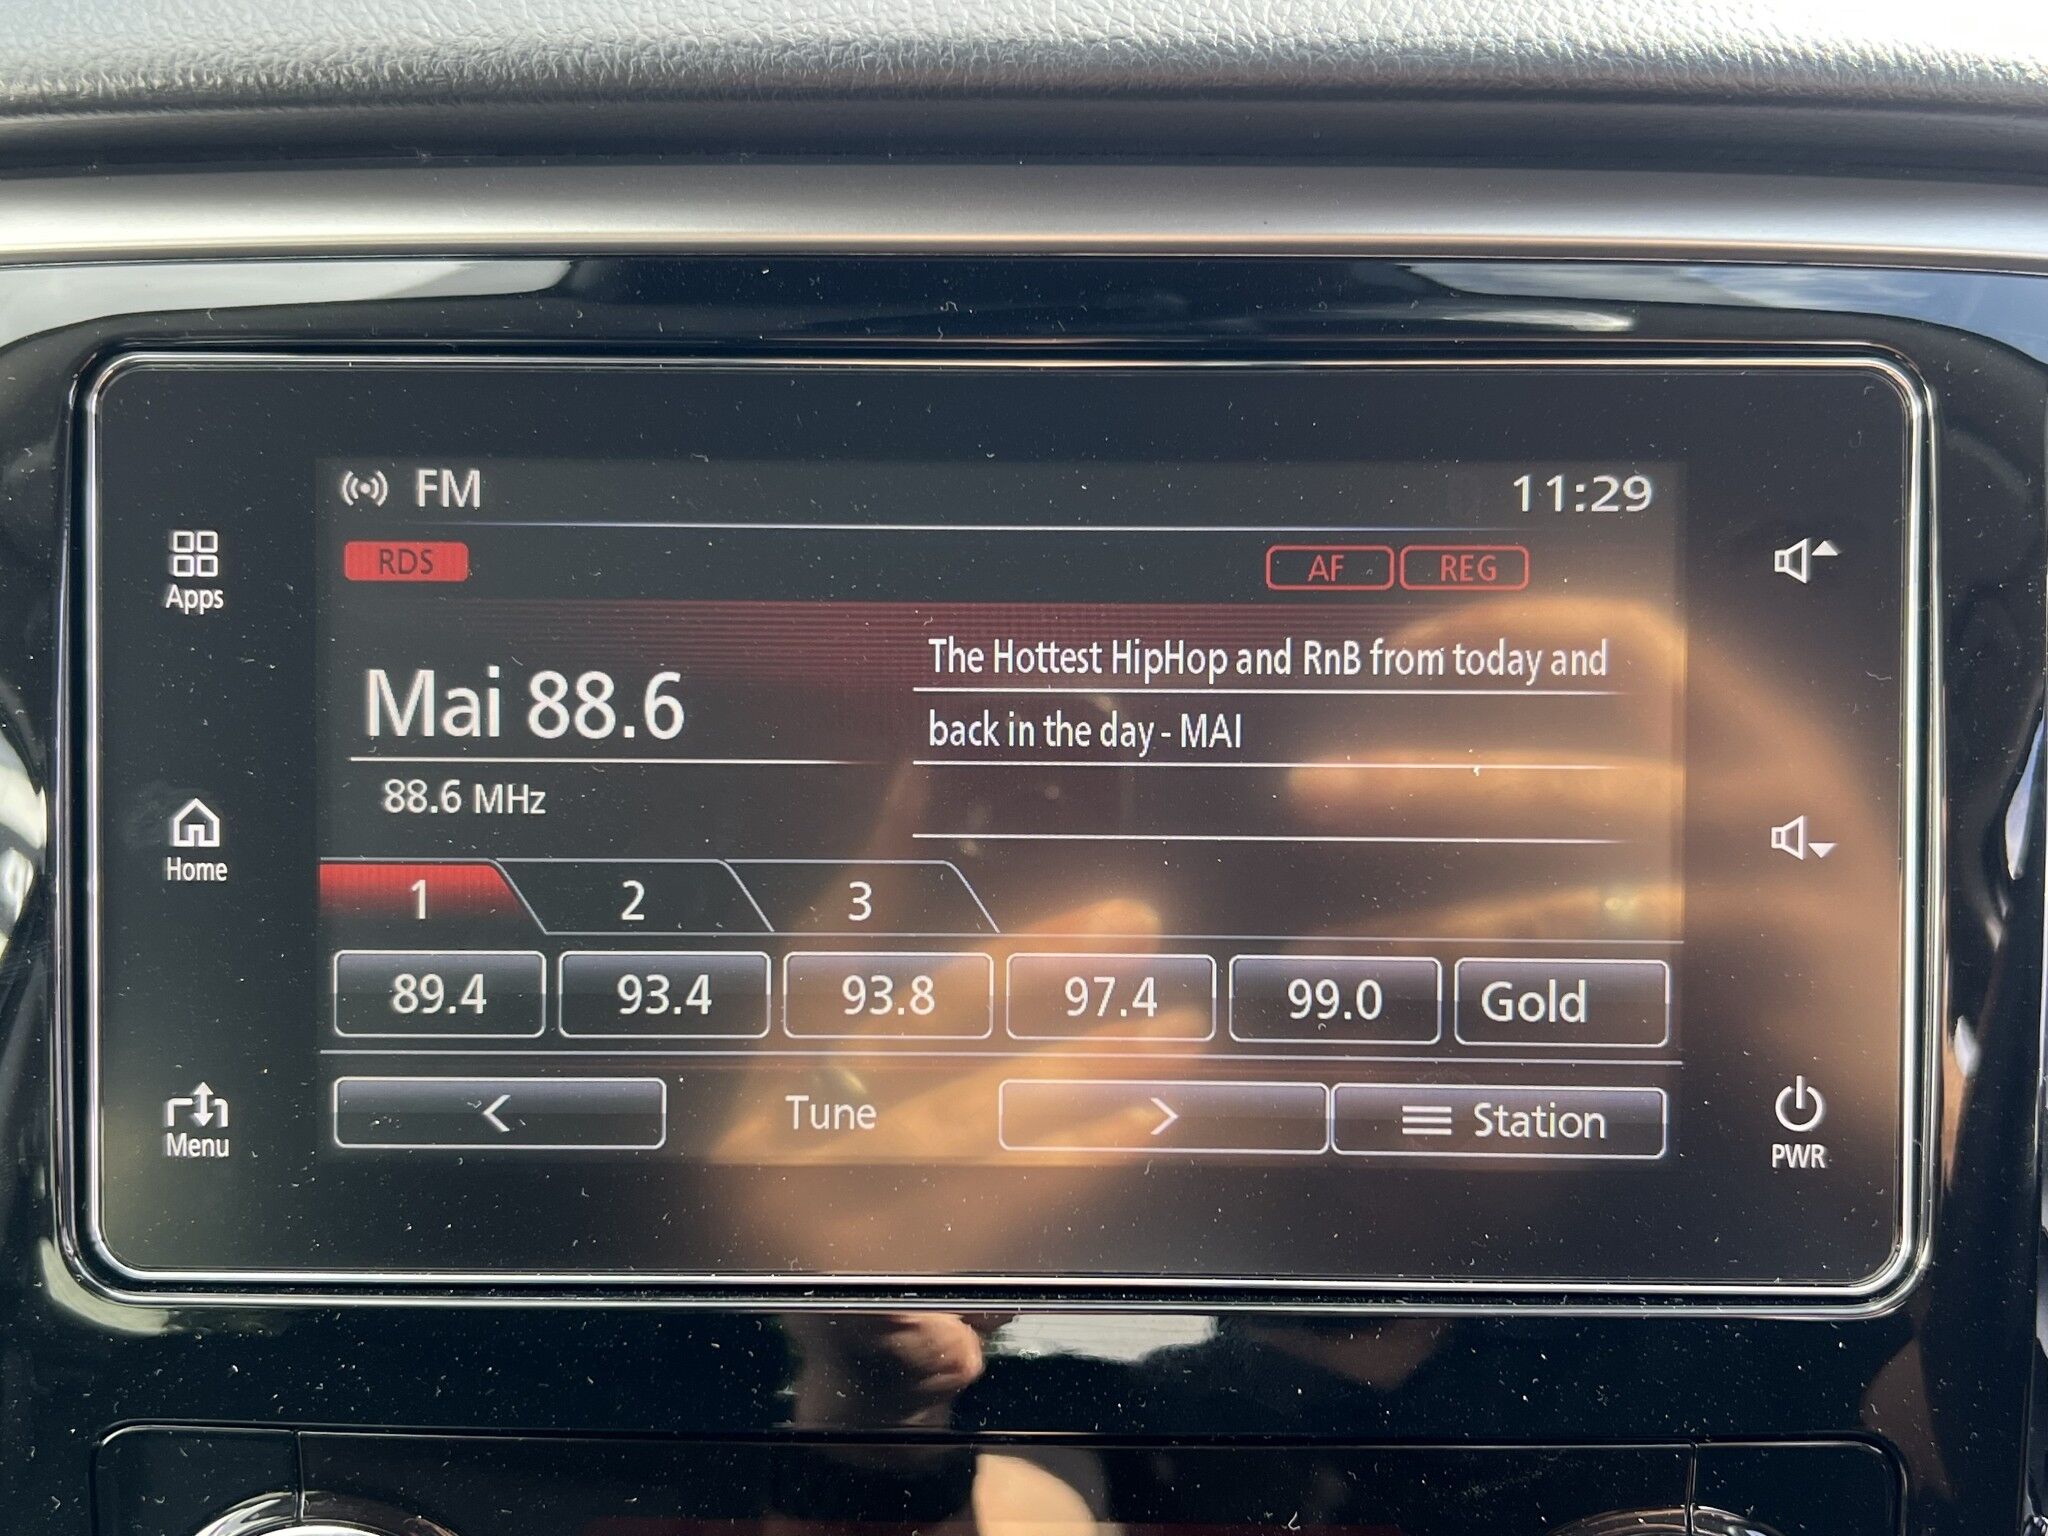 FM 11:29
RDS AF REG
Apps
The Hottest HipHop and RnB from today and
Mai 88.6
back in the day - MAI
88.6 MHz
Home
1 2 3
89.4 93.4 93.8 97.4 99.0 Gold
< Tune > Station
Menu
PWR